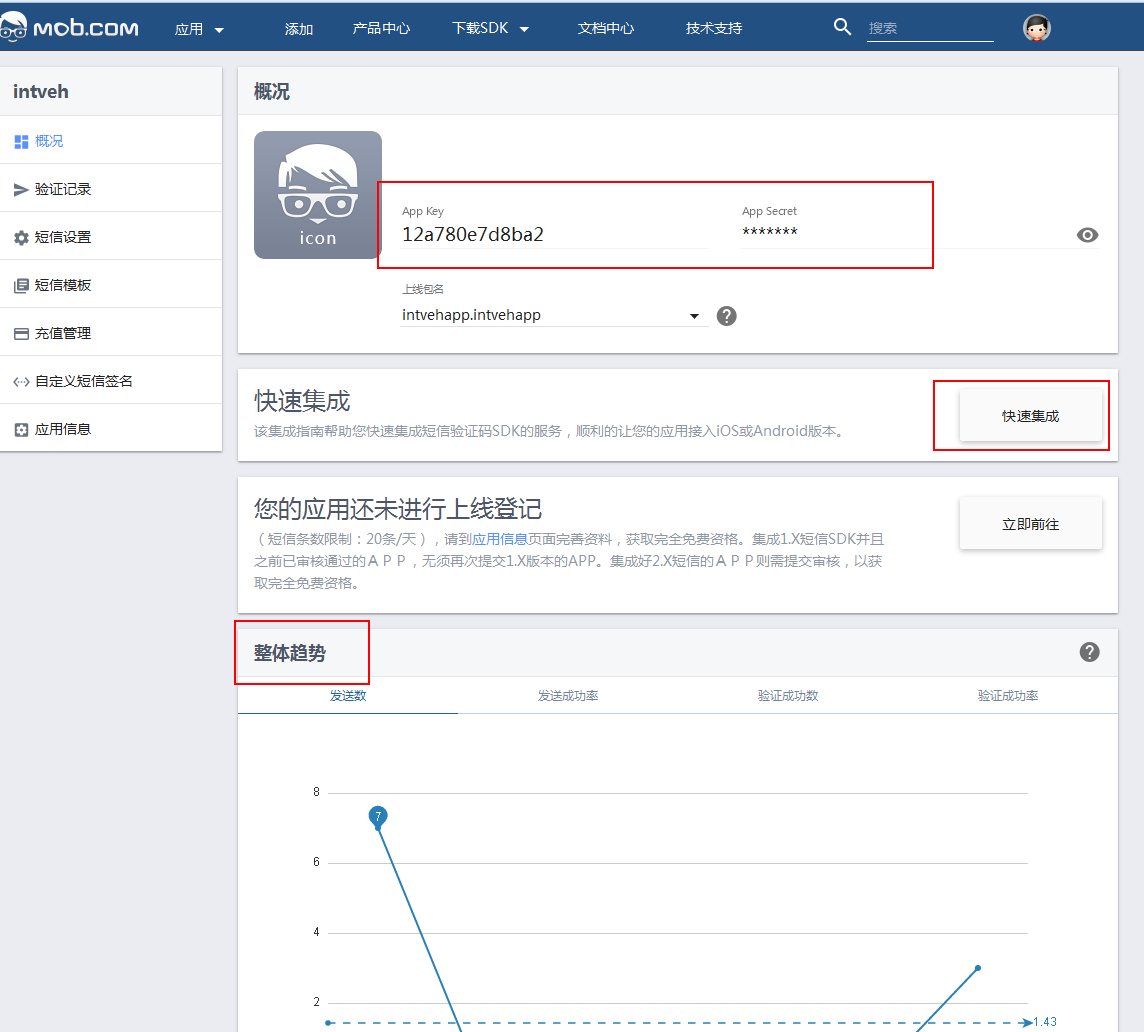 mob.com 应用 添加 产品中心 下载SDK 文档中心 技术支持 搜索
intveh
概况
验证记录
短信设置
短信模板
充值管理
自定义短信签名
应用信息
概况
icon
App Key
12a780e7d8ba2
App Secret
*******
上线包名
intvehapp.intvehapp
?
快速集成
该集成指南帮助您快速集成短信验证码SDK的服务，顺利的让您的应用接入iOS或Android版本。
快速集成
您的应用还未进行上线登记
（短信条数限制：20条/天），请到应用信息页面完善资料，获取完全免费资格。集成1.X短信SDK并且
之前已审核通过的ＡＰＰ，无须再次提交1.X版本的APP。集成好2.X短信的ＡＰＰ则需提交审核，以获
取完全免费资格。
立即前往
整体趋势
?
发送数 发送成功率 验证成功数 验证成功率
8
7
6
4
2
1.43